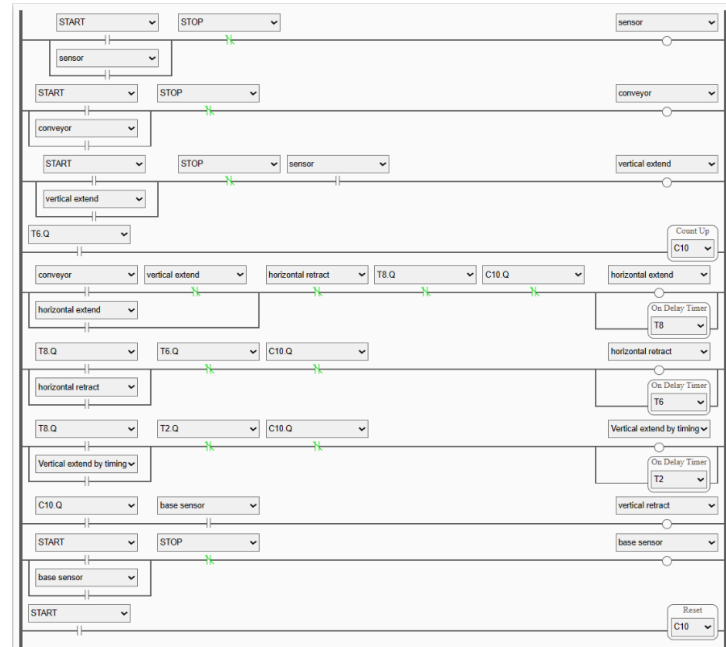 START STOP sensor
sensor
START STOP conveyor
conveyor
START STOP sensor vertical extend
vertical extend
T6.Q Count Up
C10
conveyor vertical extend horizontal retract T8.Q C10.Q horizontal extend
horizontal extend On Delay Timer
T8
T8.Q T6.Q C10.Q horizontal retract
horizontal retract On Delay Timer
T6
T8.Q T2.Q C10.Q Vertical extend by timing
Vertical extend by timing On Delay Timer
T2
C10.Q base sensor vertical retract
START STOP base sensor
base sensor
START Reset
C10